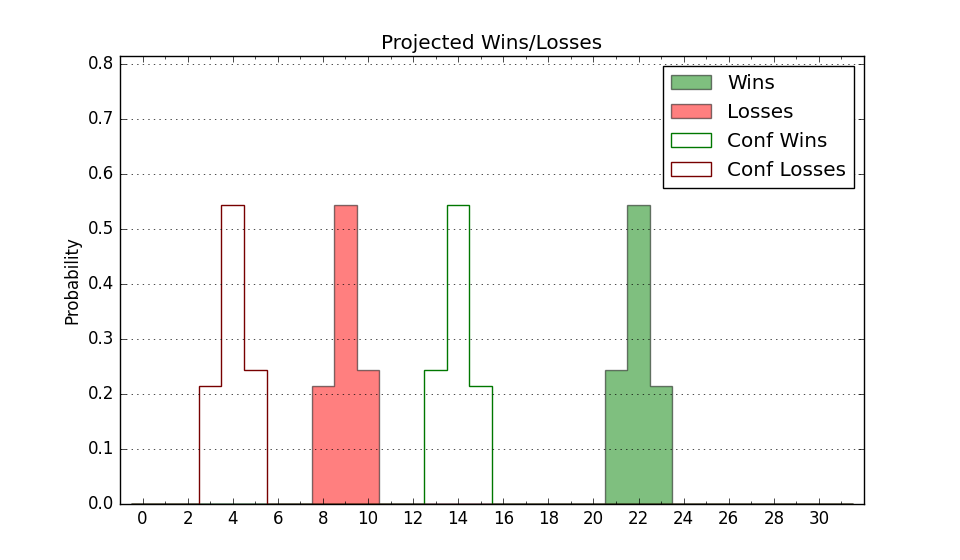 Projected Wins/Losses
Wins
Losses
Conf Wins
Conf Losses
Probability
0.8
0.7
0.6
0.5
0.4
0.3
0.2
0.1
0.0
0 2 4 6 8 10 12 14 16 18 20 22 24 26 28 30